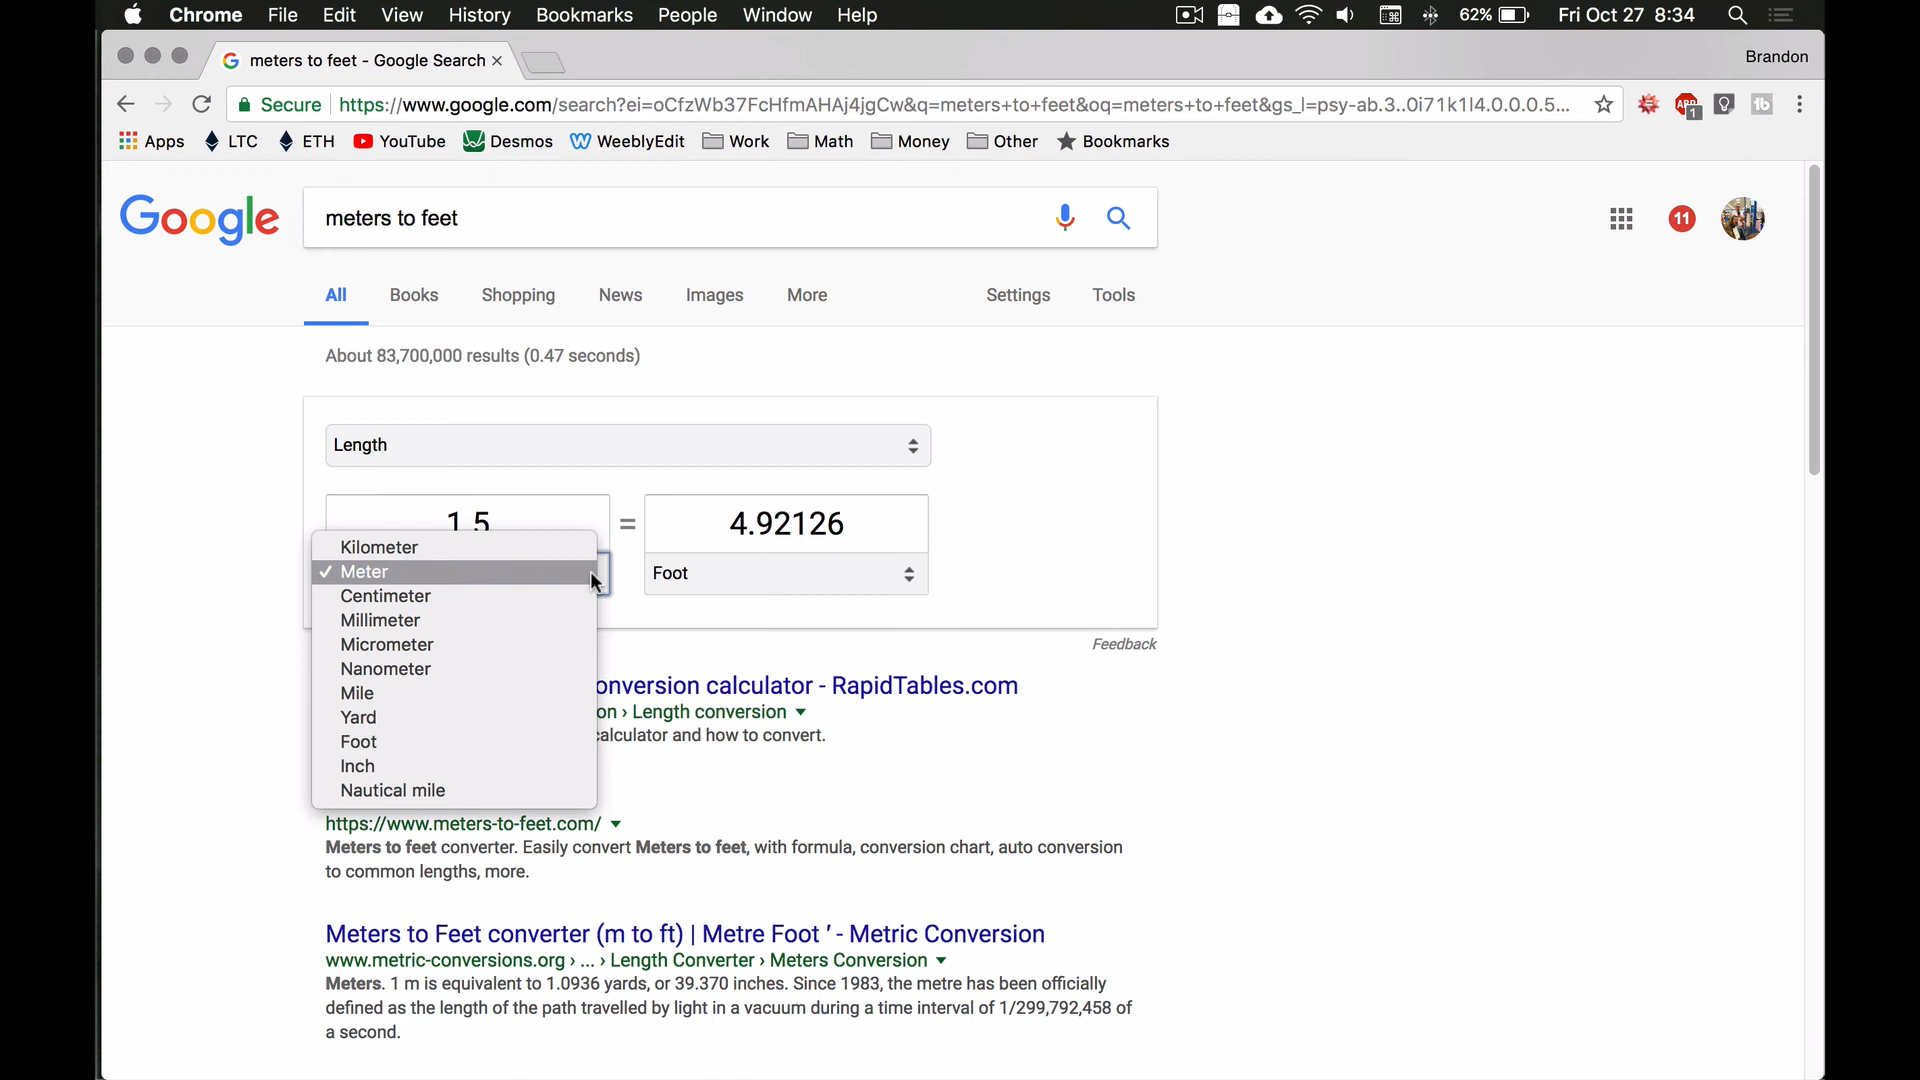 Chrome File Edit View History Bookmarks People Window Help 62% Fri Oct 27 8:34
meters to feet - Google Search × Brandon
Secure https://www.google.com/search?ei=oCfzWb37FcHfmAHAj4jgCw&q=meters+to+feet&oq=meters+to+feet&gs_l=psy-ab.3..0i71k1l4.0.0.0.5... ABP 1 1b
Apps LTC ETH YouTube Desmos WeeblyEdit Work Math Money Other Bookmarks
Google meters to feet 11
All Books Shopping News Images More Settings Tools
About 83,700,000 results (0.47 seconds)
Length
1.5 = 4.92126
Foot
Kilometer
✓ Meter
Centimeter
Millimeter
Micrometer
Nanometer
Mile
Yard
Foot
Inch
Nautical mile
Feedback
onversion calculator - RapidTables.com
on › Length conversion
calculator and how to convert.
https://www.meters-to-feet.com/
Meters to feet converter. Easily convert Meters to feet, with formula, conversion chart, auto conversion
to common lengths, more.
Meters to Feet converter (m to ft) | Metre Foot ' - Metric Conversion
www.metric-conversions.org › ... › Length Converter › Meters Conversion
Meters. 1 m is equivalent to 1.0936 yards, or 39.370 inches. Since 1983, the metre has been officially
defined as the length of the path travelled by light in a vacuum during a time interval of 1/299,792,458 of
a second.